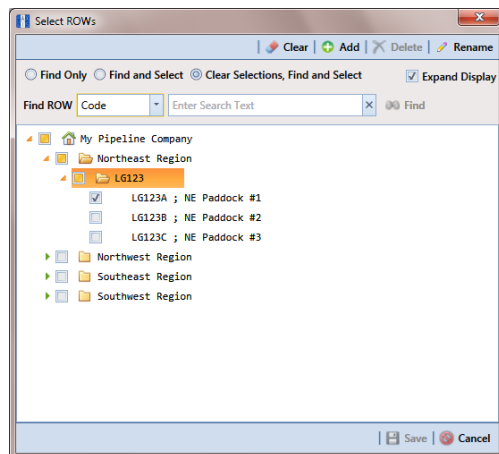 Select ROWs
Clear Add Delete Rename
Find Only Find and Select Clear Selections, Find and Select Expand Display
Find ROW Code Enter Search Text Find
My Pipeline Company
Northeast Region
LG123
LG123A ; NE Paddock #1
LG123B ; NE Paddock #2
LG123C ; NE Paddock #3
Northwest Region
Southeast Region
Southwest Region
Save Cancel